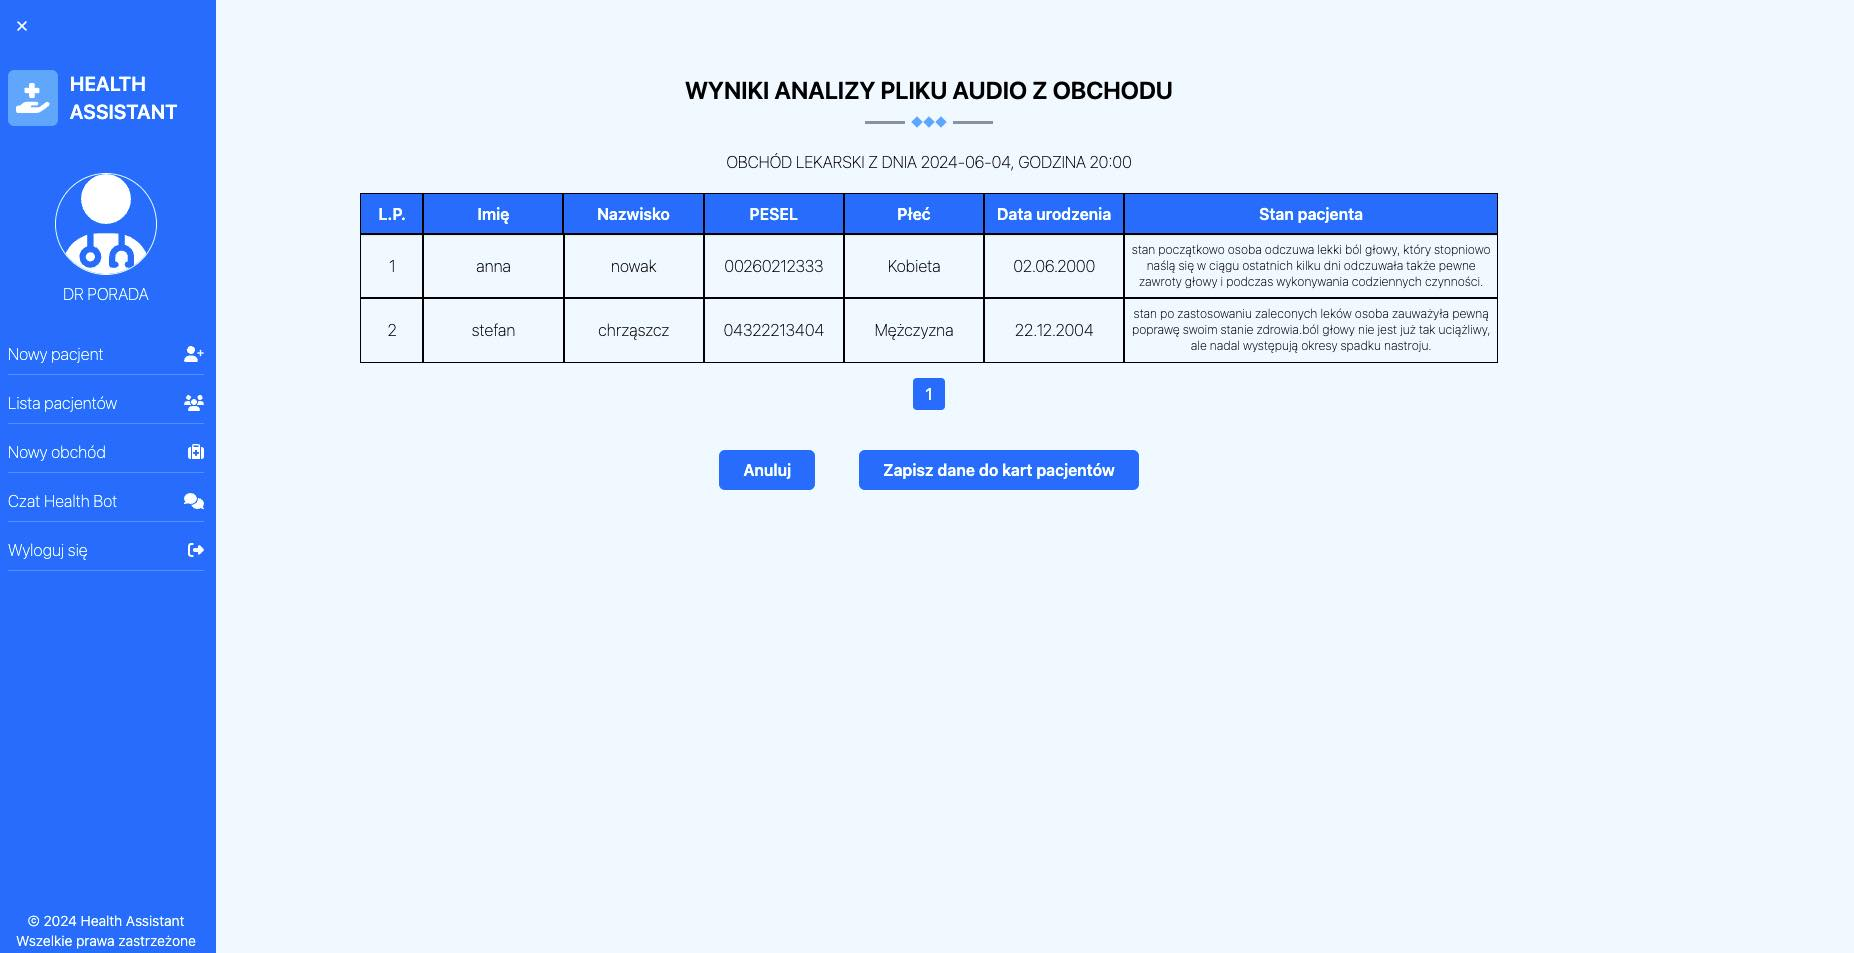 ×
HEALTH
ASSISTANT
DR PORADA
Nowy pacjent
Lista pacjentów
Nowy obchód
Czat Health Bot
Wyloguj się
© 2024 Health Assistant
Wszelkie prawa zastrzeżone
WYNIKI ANALIZY PLIKU AUDIO Z OBCHODU
OBCHÓD LEKARSKI Z DNIA 2024-06-04, GODZINA 20:00
L.P. Imię Nazwisko PESEL Płeć Data urodzenia Stan pacjenta
1 anna nowak 00260212333 Kobieta 02.06.2000
stan początkowo osoba odczuwa lekki ból głowy, który stopniowo
naślą się w ciągu ostatnich kilku dni odczuwała także pewne
zawroty głowy i podczas wykonywania codziennych czynności.
2 stefan chrząszcz 04322213404 Mężczyzna 22.12.2004
stan po zastosowaniu zaleconych leków osoba zauważyła pewną
poprawę swoim stanie zdrowia.ból głowy nie jest już tak uciążliwy,
ale nadal występują okresy spadku nastroju.
1
Anuluj
Zapisz dane do kart pacjentów